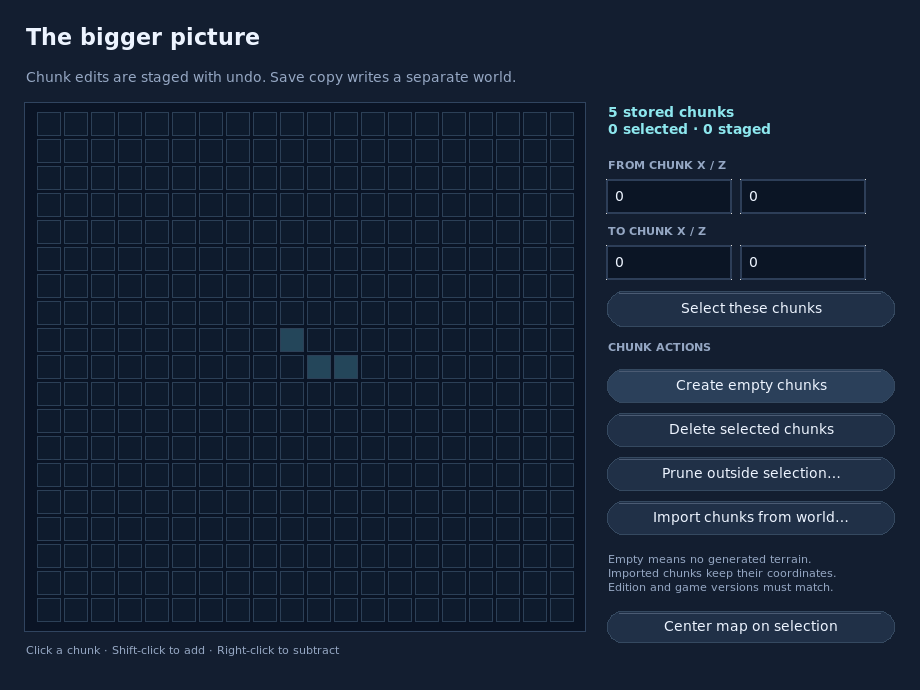 The bigger picture
Chunk edits are staged with undo. Save copy writes a separate world.
5 stored chunks
0 selected · 0 staged
FROM CHUNK X / Z
0 0
TO CHUNK X / Z
0 0
Select these chunks
CHUNK ACTIONS
Create empty chunks
Delete selected chunks
Prune outside selection…
Import chunks from world…
Empty means no generated terrain.
Imported chunks keep their coordinates.
Edition and game versions must match.
Center map on selection
Click a chunk · Shift-click to add · Right-click to subtract